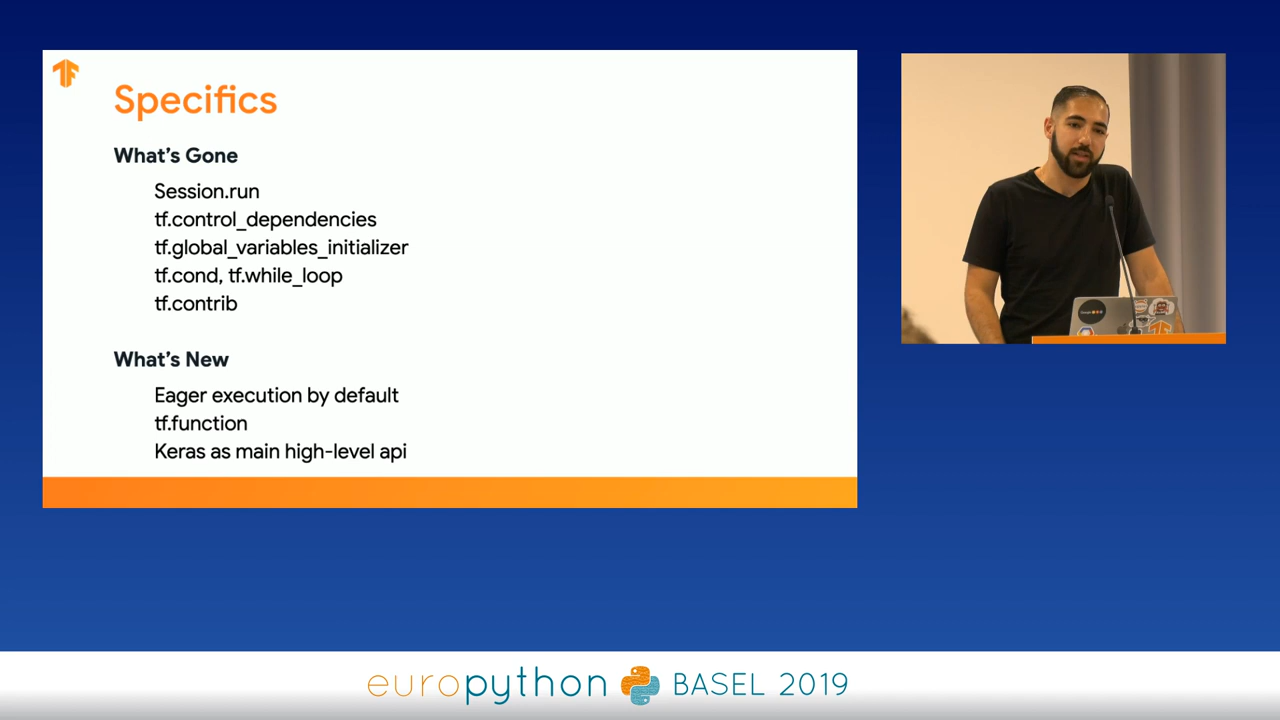 Specifics
What's Gone
Session.run
tf.control_dependencies
tf.global_variables_initializer
tf.cond, tf.while_loop
tf.contrib
What's New
Eager execution by default
tf.function
Keras as main high-level api
europython BASEL 2019